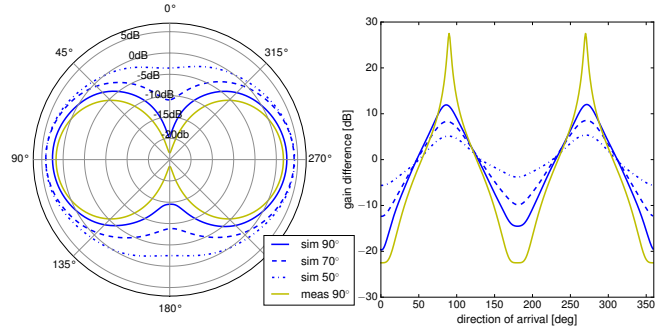 0°
45°
315°
5dB
0dB
-5dB
-10dB
-15dB
-20db
90°
270°
135°
180°
sim 90°
sim 70°
sim 50°
meas 90°
30
20
10
0
−10
−20
−30
gain difference [dB]
0 50 100 150 200 250 300 350
direction of arrival [deg]